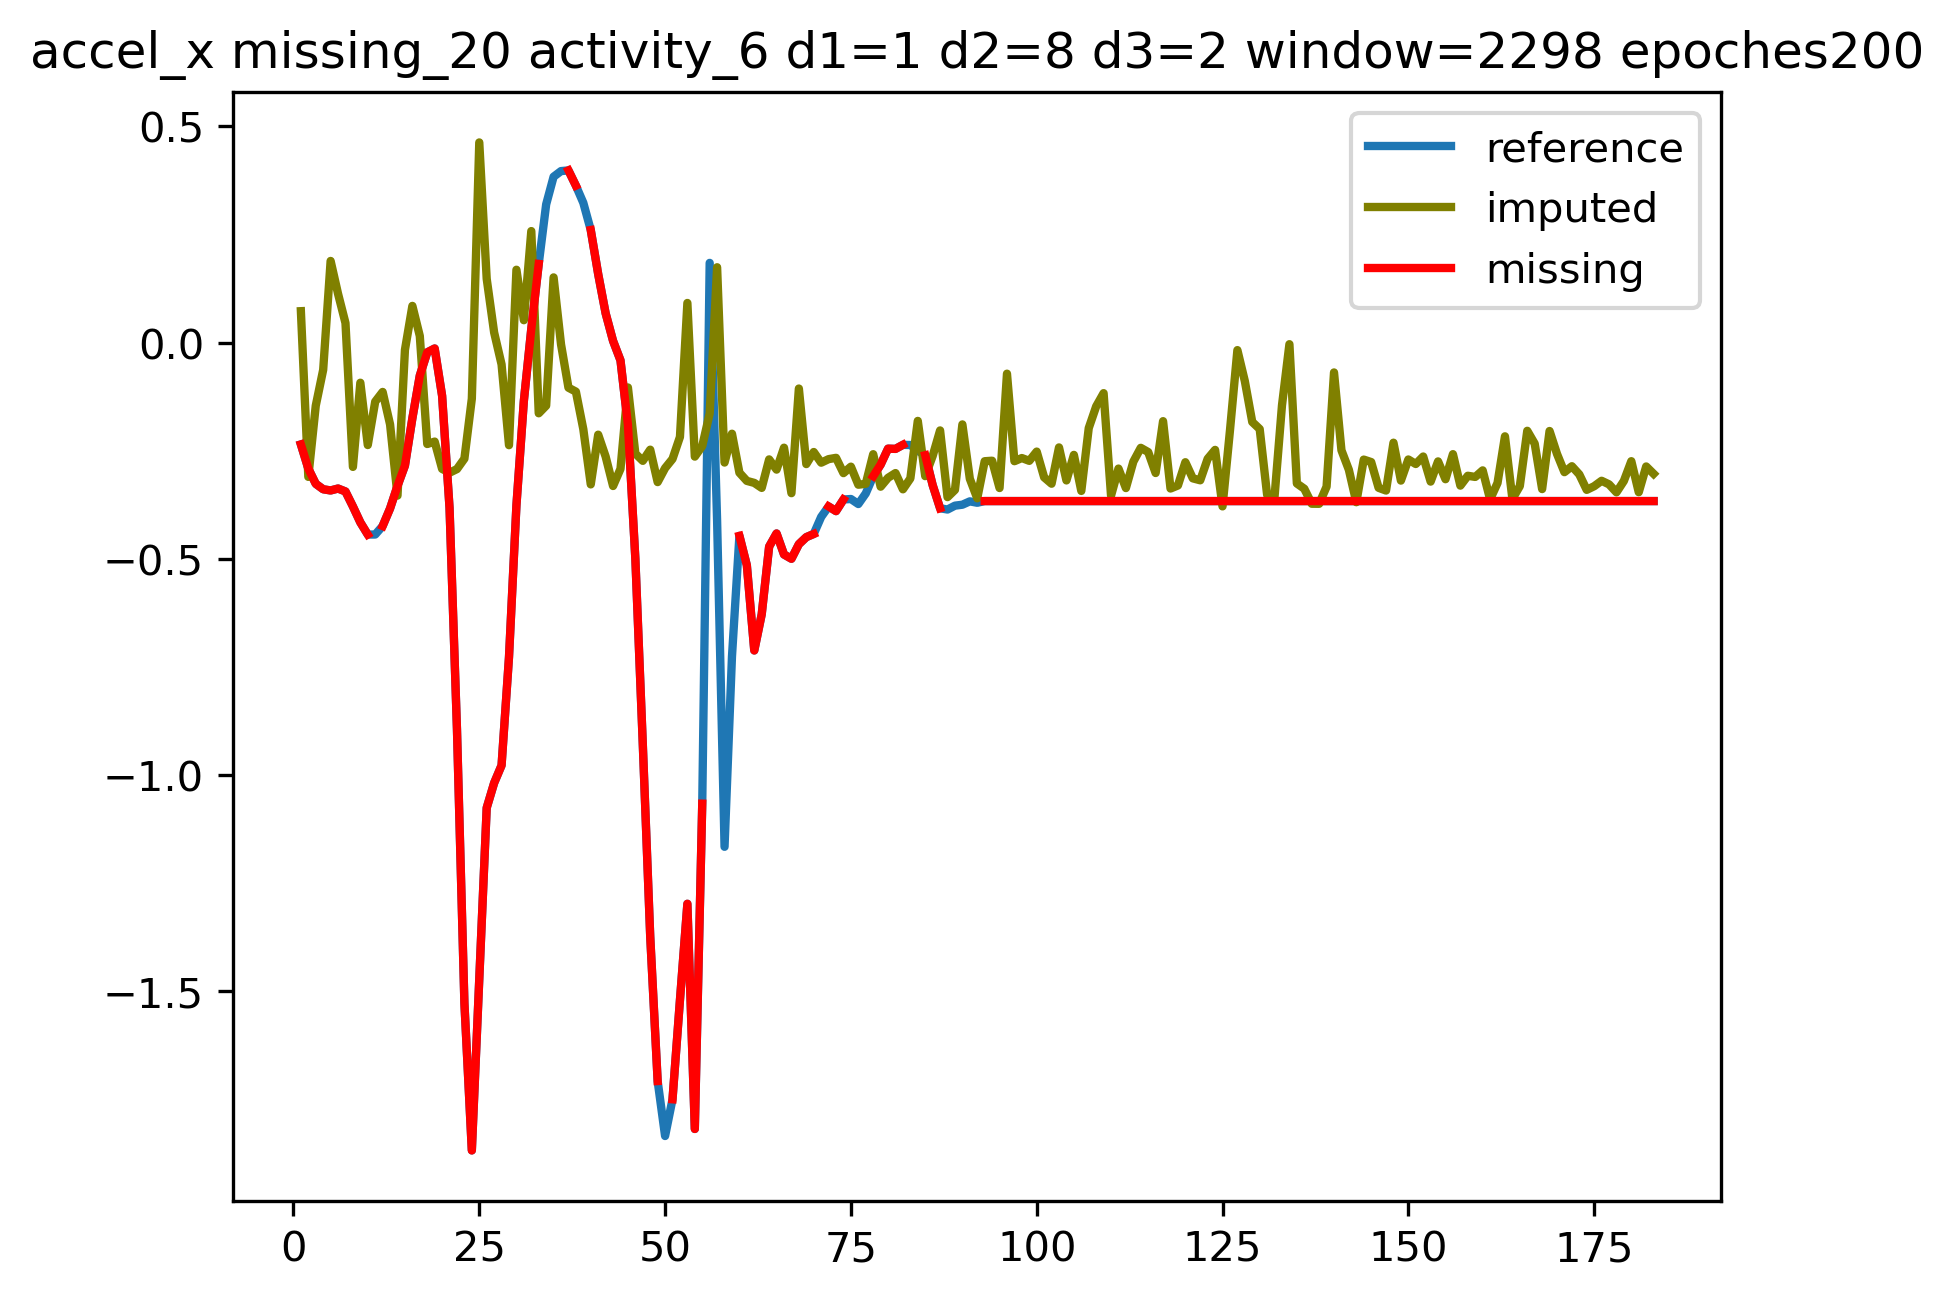 accel_x missing_20 activity_6 d1=1 d2=8 d3=2 window=2298 epoches200
reference
imputed
missing
0.5
0.0
−0.5
−1.0
−1.5
0 25 50 75 100 125 150 175